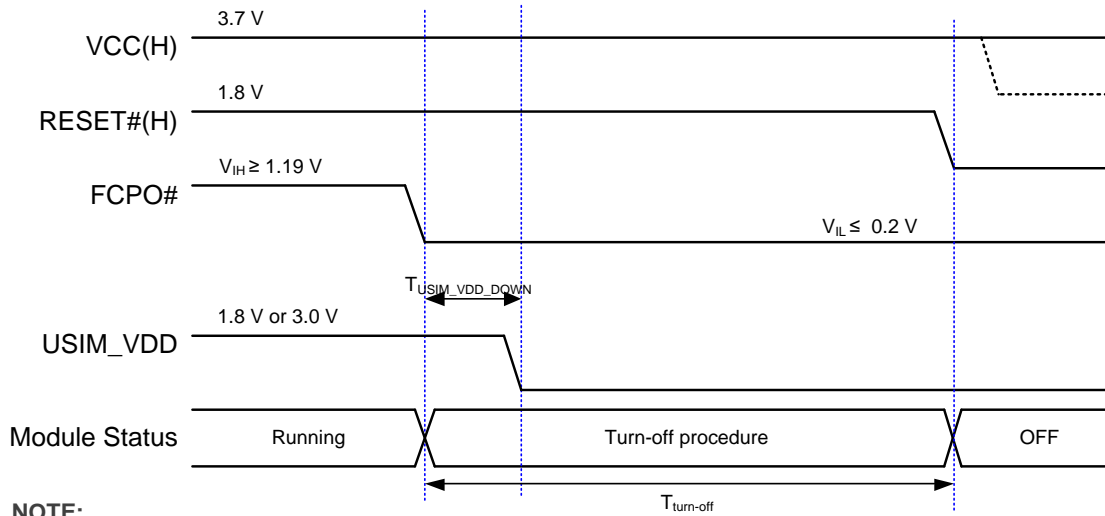 3.7 V
VCC(H)
1.8 V
RESET#(H)
VIH ≥ 1.19 V
FCPO#
VIL ≤ 0.2 V
TUSIM_VDD_DOWN
1.8 V or 3.0 V
USIM_VDD
Module Status
Running
Turn-off procedure
OFF
Tturn-off
NOTE: